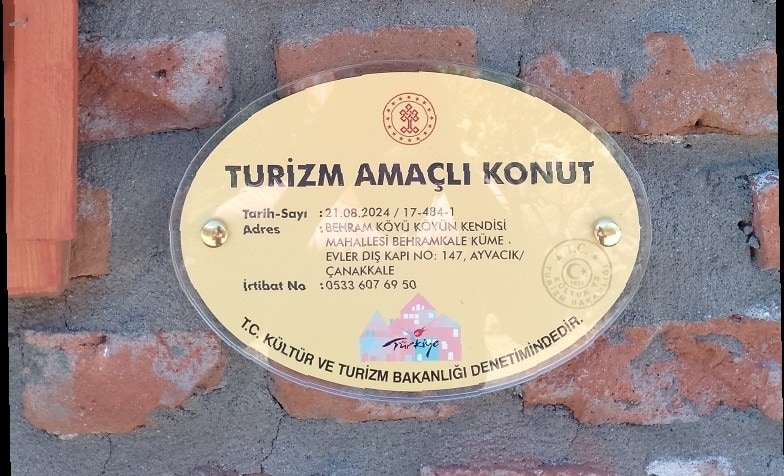 TURİZM AMAÇLI KONUT
Tarih-Sayı : 21.08.2024 / 17-484-1
Adres : BEHRAM KÖYÜ KÖYÜN KENDİSİ
MAHALLESİ BEHRAMKALE KÜME
EVLER DIŞ KAPI NO: 147, AYVACIK/
ÇANAKKALE
İrtibat No : 0533 607 69 50
T.C.
KÜLTÜR VE
TURİZM BAKANLIĞI
Türkiye
T.C. KÜLTÜR VE TURİZM BAKANLIĞI DENETİMİNDEDİR.